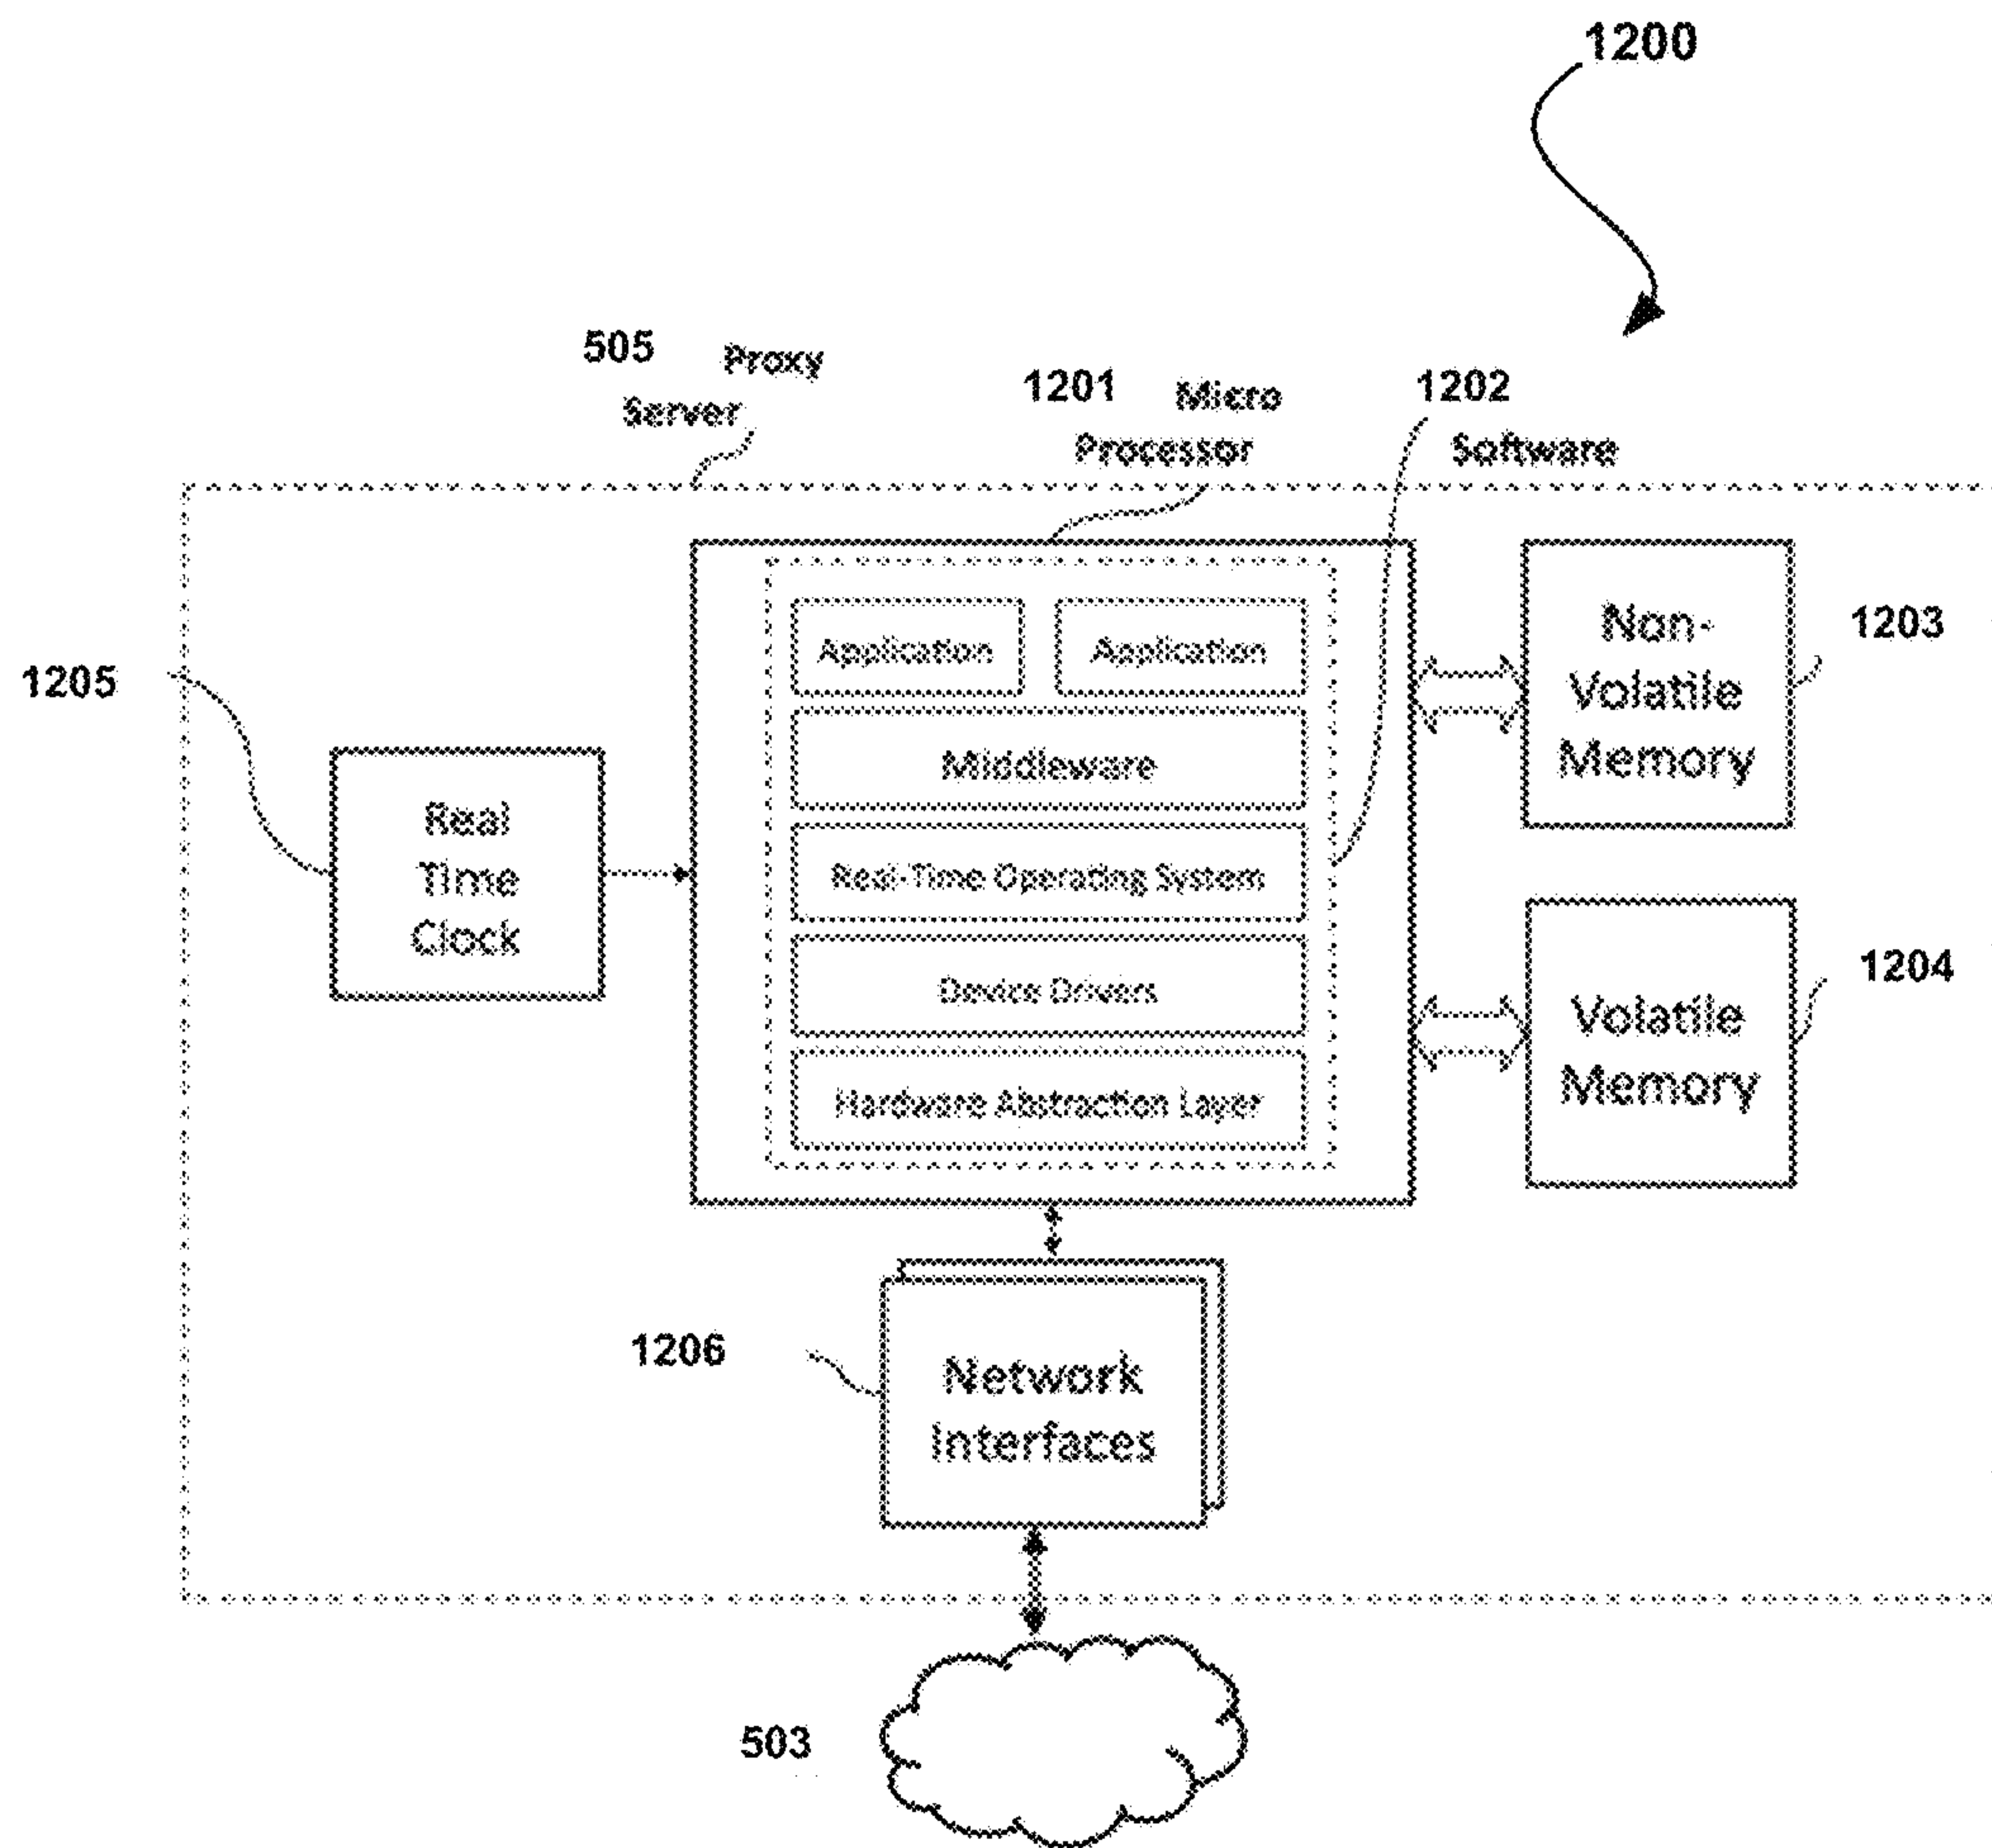 1200
505 Proxy
Server
1201 Micro
Processor
1202
Software
Application
Application
Middleware
Real-Time Operating System
Device Drivers
Hardware Abstraction Layer
Non-
Volatile
Memory
1203
1205
Real
Time
Clock
Volatile
Memory
1204
1206
Network
Interfaces
503